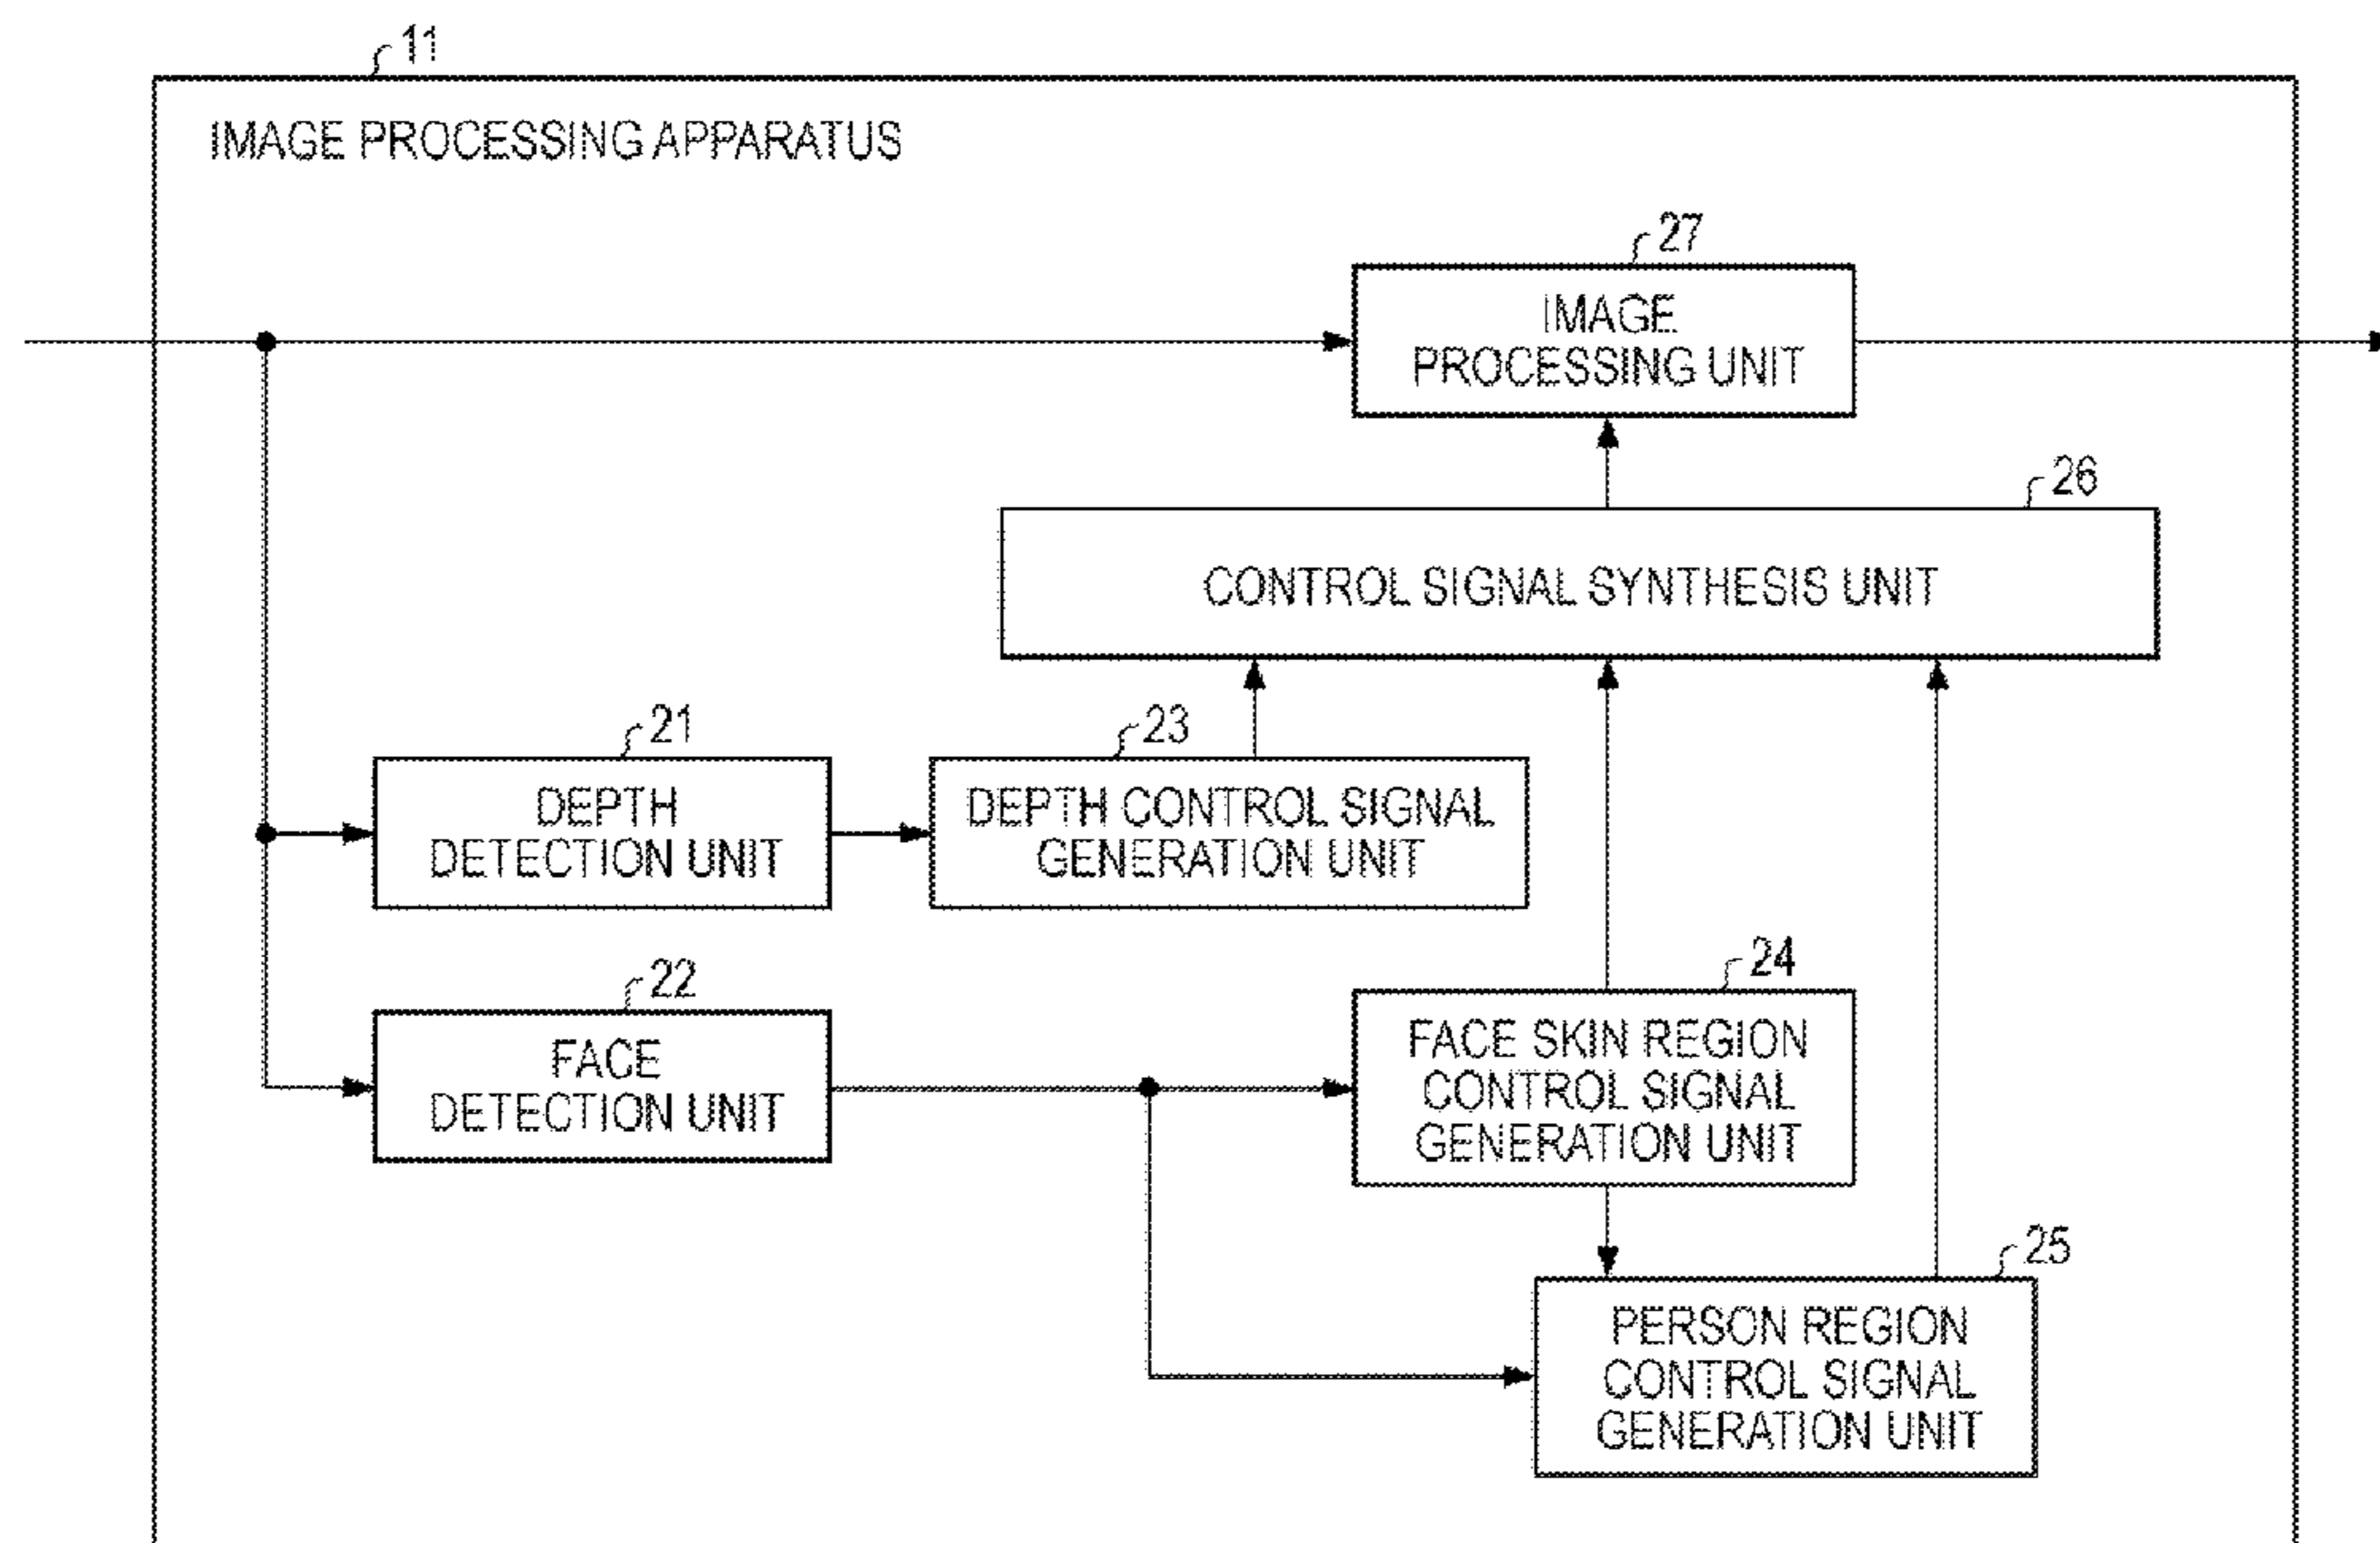 11
IMAGE PROCESSING APPARATUS
27
IMAGE
PROCESSING UNIT
26
CONTROL SIGNAL SYNTHESIS UNIT
21
DEPTH
DETECTION UNIT
23
DEPTH CONTROL SIGNAL
GENERATION UNIT
22
FACE
DETECTION UNIT
24
FACE SKIN REGION
CONTROL SIGNAL
GENERATION UNIT
25
PERSON REGION
CONTROL SIGNAL
GENERATION UNIT